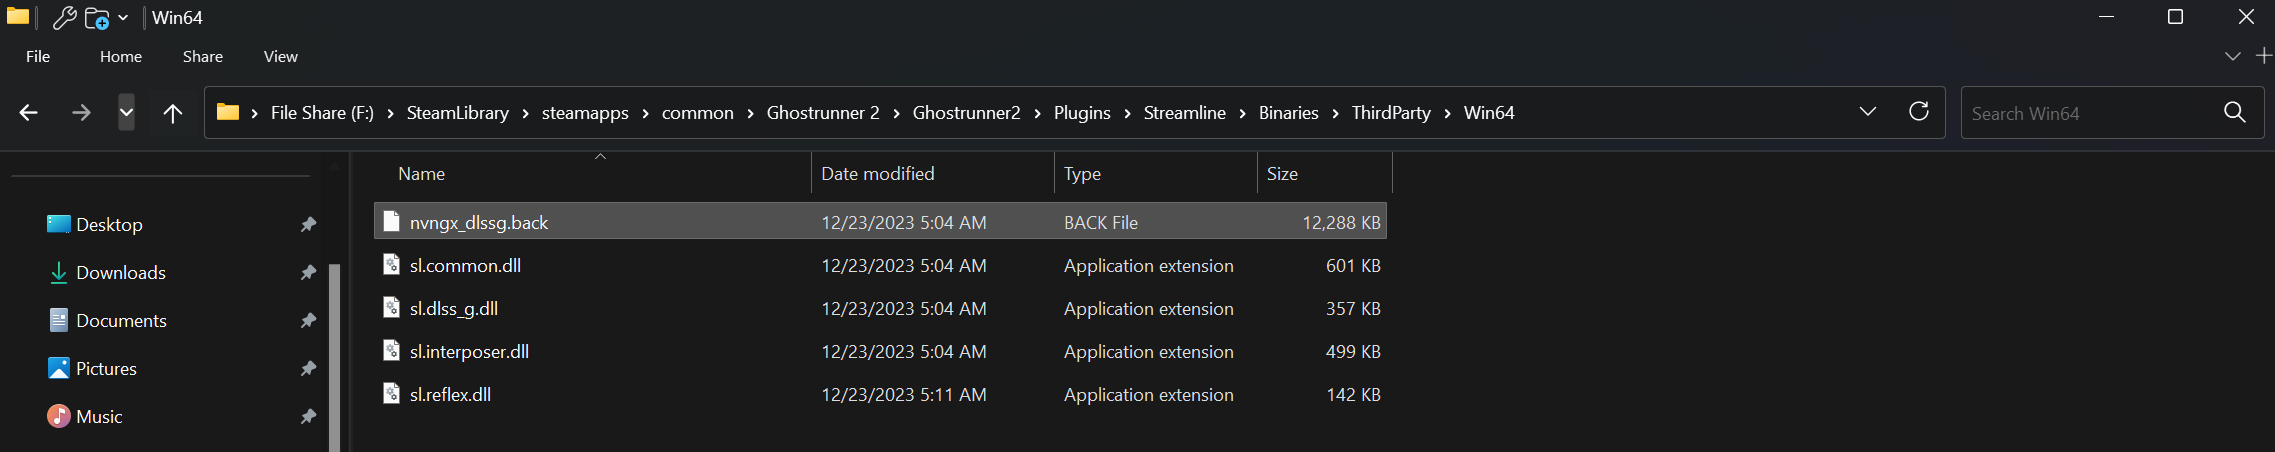 Win64
File Home Share View
File Share (F:) › SteamLibrary › steamapps › common › Ghostrunner 2 › Ghostrunner2 › Plugins › Streamline › Binaries › ThirdParty › Win64
Search Win64
Name Date modified Type Size
Desktop
Downloads
Documents
Pictures
Music
nvngx_dlssg.back 12/23/2023 5:04 AM BACK File 12,288 KB
sl.common.dll 12/23/2023 5:04 AM Application extension 601 KB
sl.dlss_g.dll 12/23/2023 5:04 AM Application extension 357 KB
sl.interposer.dll 12/23/2023 5:04 AM Application extension 499 KB
sl.reflex.dll 12/23/2023 5:11 AM Application extension 142 KB